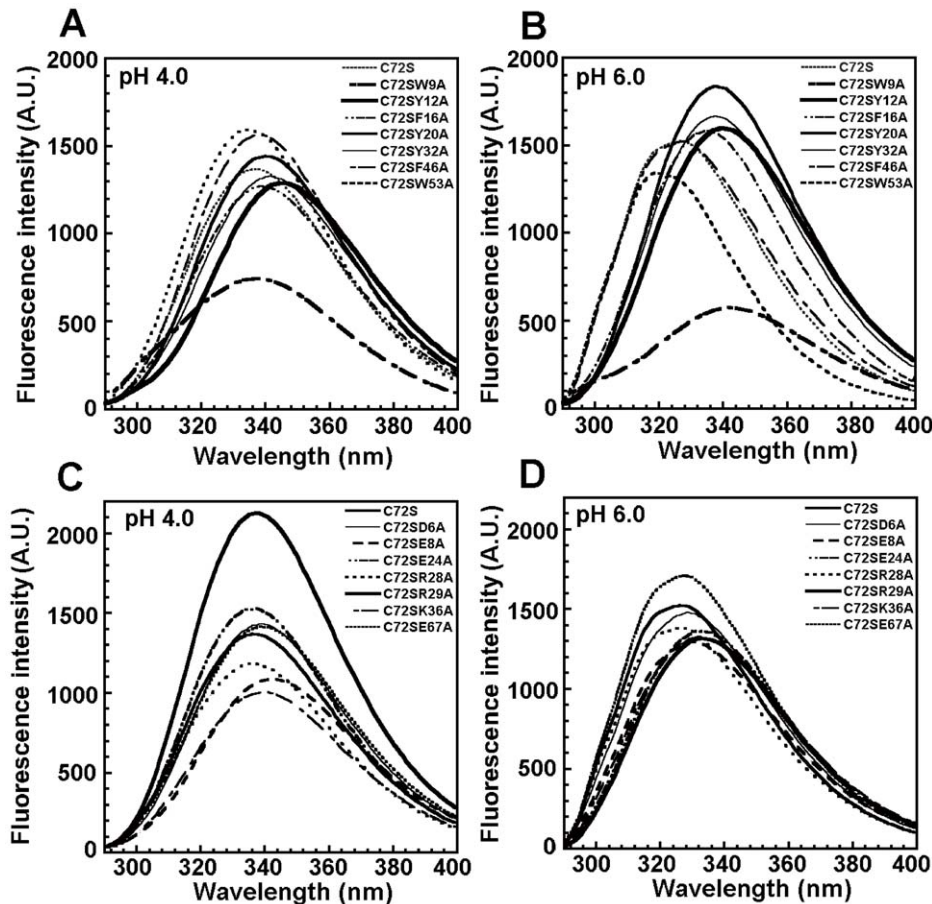 A
pH 4.0
C72S
C72SW9A
C72SY12A
C72SF16A
C72SY20A
C72SY32A
C72SF46A
C72SW53A
2000
1500
1000
500
0
Fluorescence intensity (A.U.)
300 320 340 360 380 400
Wavelength (nm)
B
pH 6.0
C72S
C72SW9A
C72SY12A
C72SF16A
C72SY20A
C72SY32A
C72SF46A
C72SW53A
2000
1500
1000
500
0
Fluorescence intensity (A.U.)
300 320 340 360 380 400
Wavelength (nm)
C
pH 4.0
C72S
C72SD6A
C72SE8A
C72SE24A
C72SR28A
C72SR29A
C72SK36A
C72SE67A
2000
1500
1000
500
0
Fluorescence intensity (A.U.)
300 320 340 360 380 400
Wavelength (nm)
D
pH 6.0
C72S
C72SD6A
C72SE8A
C72SE24A
C72SR28A
C72SR29A
C72SK36A
C72SE67A
2000
1500
1000
500
0
Fluorescence intensity (A.U.)
300 320 340 360 380 400
Wavelength (nm)